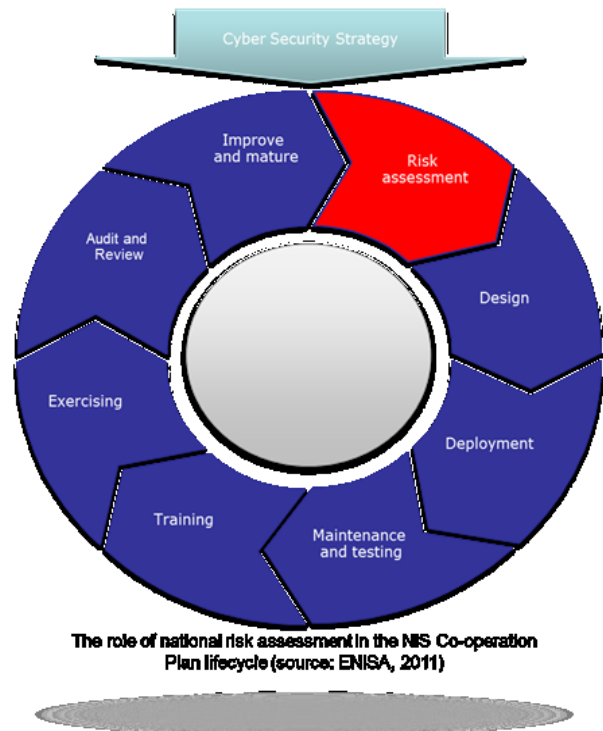 Cyber Security Strategy
Improve
and mature
Risk
assessment
Audit and
Review
Design
Exercising
Deployment
Training
Maintenance
and testing
The role of national risk assessment in the NIS Co-operation
Plan lifecycle (source: ENISA, 2011)